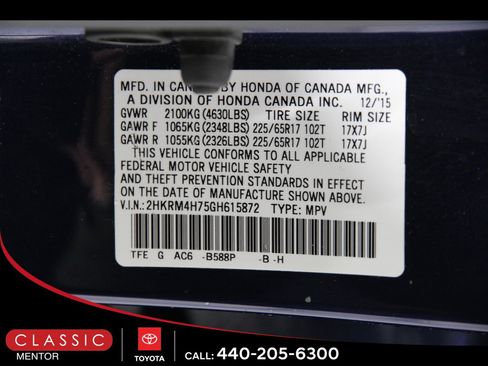 MFD. IN CANADA BY HONDA OF CANADA MFG.,
A DIVISION OF HONDA CANADA INC. 12/'15
GVWR 2100KG(4630LBS) TIRE SIZE RIM SIZE
GAWR F 1065KG(2348LBS)225/65R17 102T 17X7J
GAWR R 1055KG(2326LBS)225/65R17 102T 17X7J
THIS VEHICLE CONFORMS TO ALL APPLICABLE
FEDERAL MOTOR VEHICLE SAFETY
AND THEFT PREVENTION STANDARDS IN EFFECT
ON THE DATE OF MANUFACTURE SHOWN ABOVE.
V.I.N.: 2HKRM4H75GH615872 TYPE: MPV
TFE G AC6 -B588P -B -H
CLASSIC
MENTOR
TOYOTA
CALL: 440-205-6300